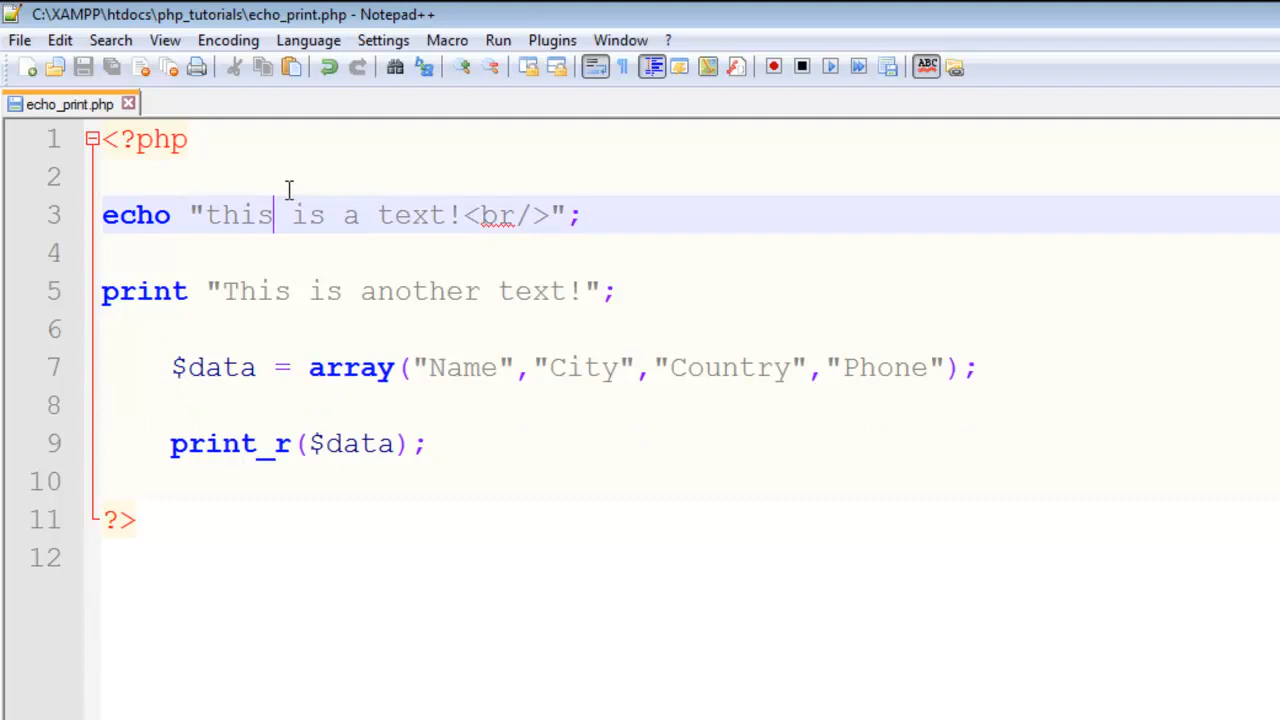 C:\XAMPP\htdocs\php_tutorials\echo_print.php - Notepad++
File Edit Search View Encoding Language Settings Macro Run Plugins Window ?
ABC
echo_print.php
1 <?php
2
3 echo "this is a text!<br/>";
4
5 print "This is another text!";
6
7 $data = array("Name","City","Country","Phone");
8
9 print_r($data);
10
11 ?>
12